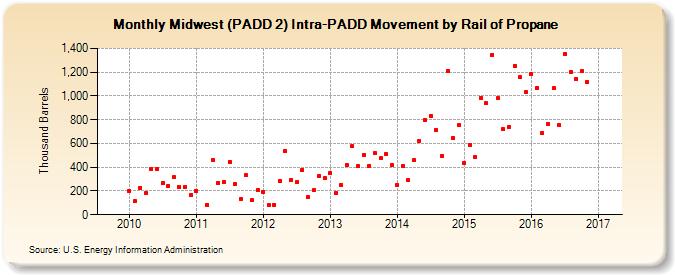 Monthly Midwest (PADD 2) Intra-PADD Movement by Rail of Propane
Thousand Barrels
1,400
1,200
1,000
800
600
400
200
0
2010 2011 2012 2013 2014 2015 2016 2017
Source: U.S. Energy Information Administration